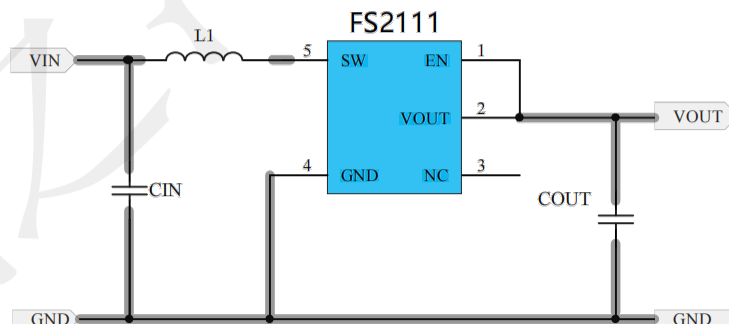 FS2111
L1
VIN
5
SW
EN
1
VOUT
2
VOUT
4
GND
NC
3
CIN
COUT
GND
GND